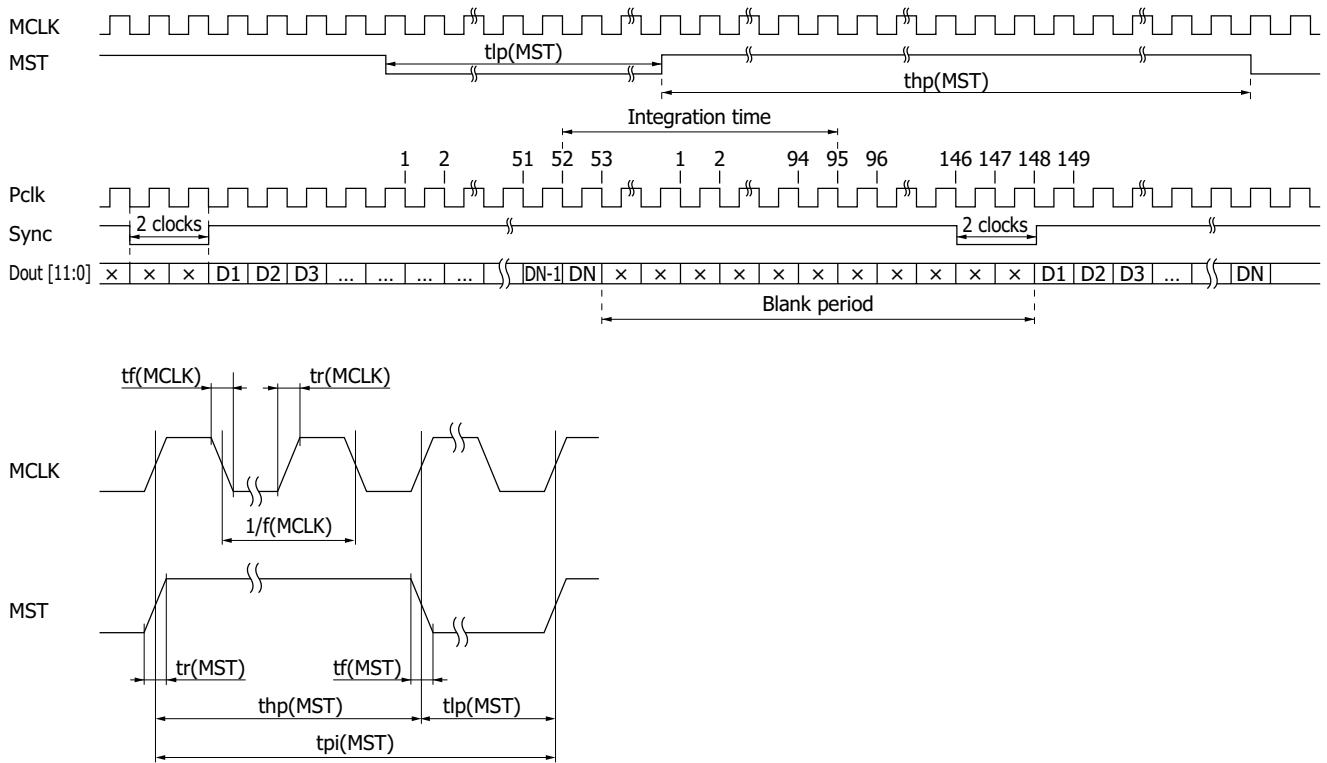 MCLK
MST
tlp(MST)
thp(MST)
Integration time
1 2 51 52 53 1 2 94 95 96 146 147 148 149
Pclk
Sync
2 clocks
2 clocks
Dout [11:0]
× × × D1 D2 D3 ... ... ... ... DN-1 DN × × × × × × × × × × × D1 D2 D3 ... DN
Blank period
tf(MCLK)
tr(MCLK)
MCLK
1/f(MCLK)
MST
tr(MST)
tf(MST)
thp(MST)
tlp(MST)
tpi(MST)